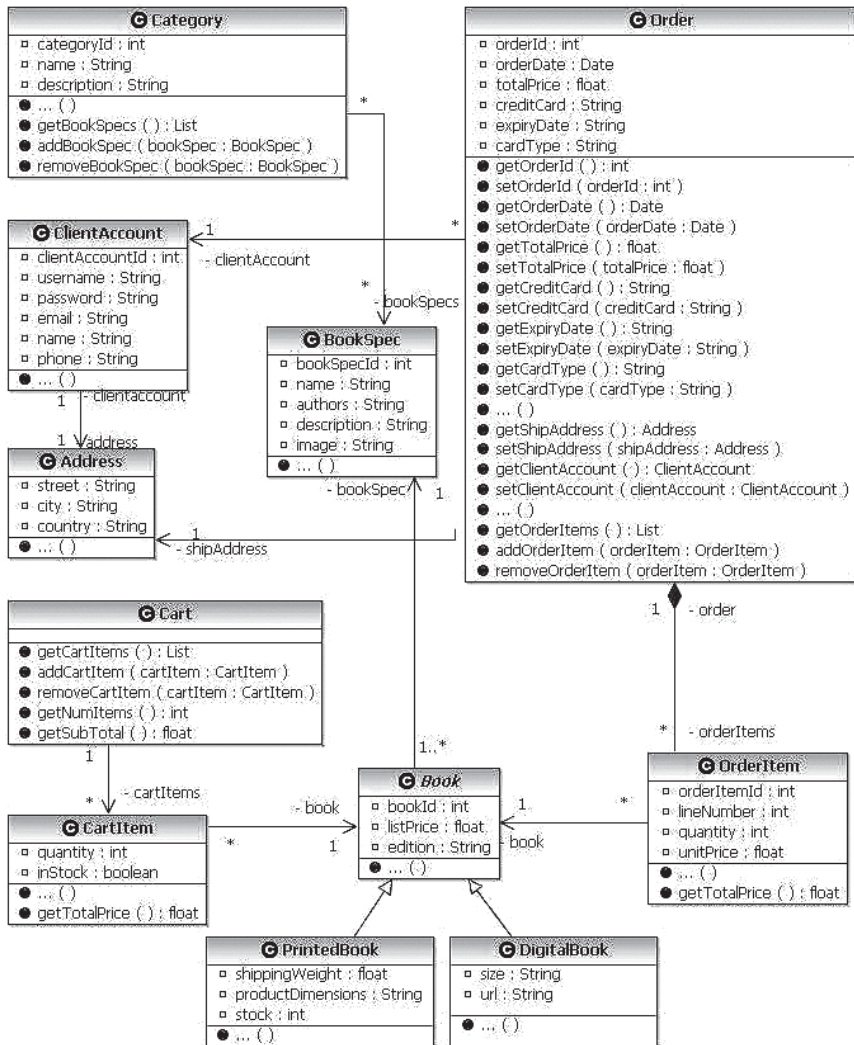 Category
categoryId : int
name : String
description : String
... ( )
getBookSpecs ( ) : List
addBookSpec ( bookSpec : BookSpec )
removeBookSpec ( bookSpec : BookSpec )
*
* - bookSpecs
Order
orderId : int
orderDate : Date
totalPrice : float
creditCard : String
expiryDate : String
cardType : String
getOrderId ( ) : int
setOrderId ( orderId : int )
getOrderDate ( ) : Date
setOrderDate ( orderDate : Date )
getTotalPrice ( ) : float
setTotalPrice ( totalPrice : float )
getCreditCard ( ) : String
setCreditCard ( creditCard : String )
getExpiryDate ( ) : String
setExpiryDate ( expiryDate : String )
getCardType ( ) : String
setCardType ( cardType : String )
... ( )
getShipAddress ( ) : Address
setShipAddress ( shipAddress : Address )
getClientAccount ( ) : ClientAccount
setClientAccount ( clientAccount : ClientAccount )
... ( )
getOrderItems ( ) : List
addOrderItem ( orderItem : OrderItem )
removeOrderItem ( orderItem : OrderItem )
1 *
- clientAccount
ClientAccount
clientAccountId : int
username : String
password : String
email : String
name : String
phone : String
... ( )
- clientaccount
1
1 address
Address
street : String
city : String
country : String
... ( )
1
- shipAddress
BookSpec
bookSpecId : int
name : String
authors : String
description : String
image : String
... ( )
- bookSpec 1
1..*
Cart
getCartItems ( ) : List
addCartItem ( cartItem : CartItem )
removeCartItem ( cartItem : CartItem )
getNumItems ( ) : int
getSubTotal ( ) : float
1
- cartItems
*
CartItem
quantity : int
inStock : boolean
... ( )
getTotalPrice ( ) : float
- book
* 1
Book
bookId : int
listPrice : float
edition : String
... ( )
1 *
- book
1 - order
* - orderItems
OrderItem
orderItemId : int
lineNumber : int
quantity : int
unitPrice : float
... ( )
getTotalPrice ( ) : float
PrintedBook
shippingWeight : float
productDimensions : String
stock : int
... ( )
DigitalBook
size : String
url : String
... ( )